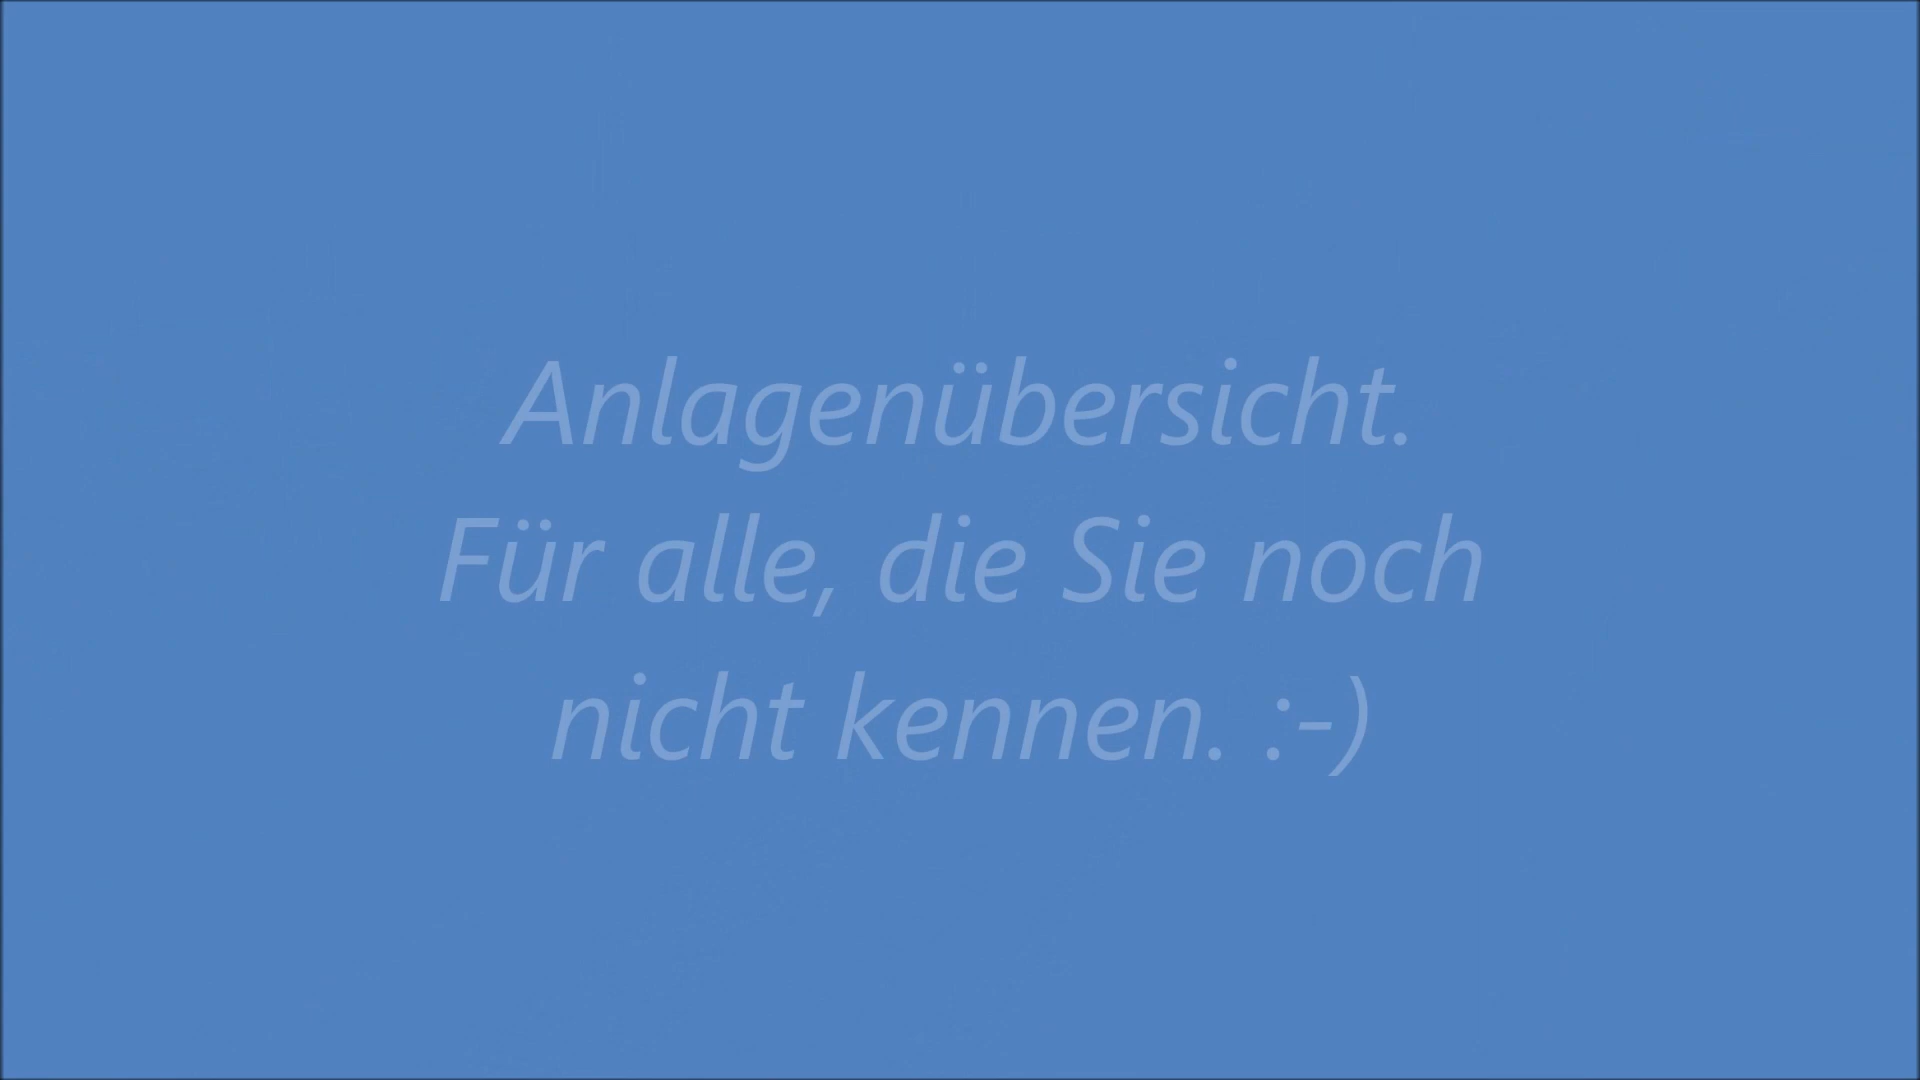 Anlagenübersicht.
Für alle, die Sie noch
nicht kennen. :-)